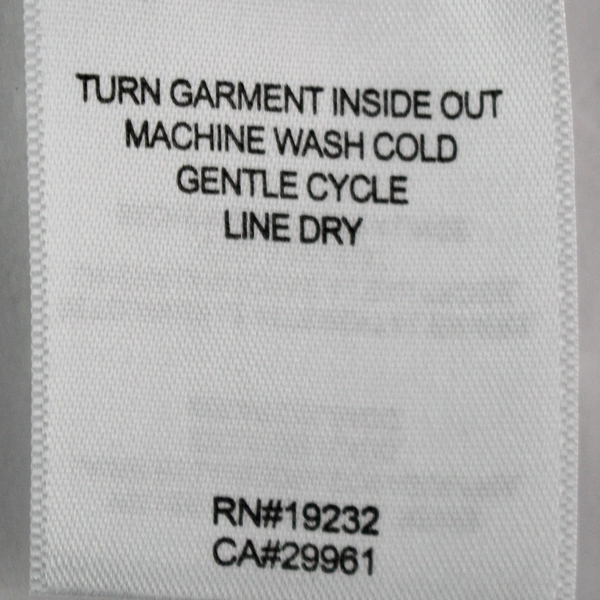 TURN GARMENT INSIDE OUT
MACHINE WASH COLD
GENTLE CYCLE
LINE DRY
RN#19232
CA#29961